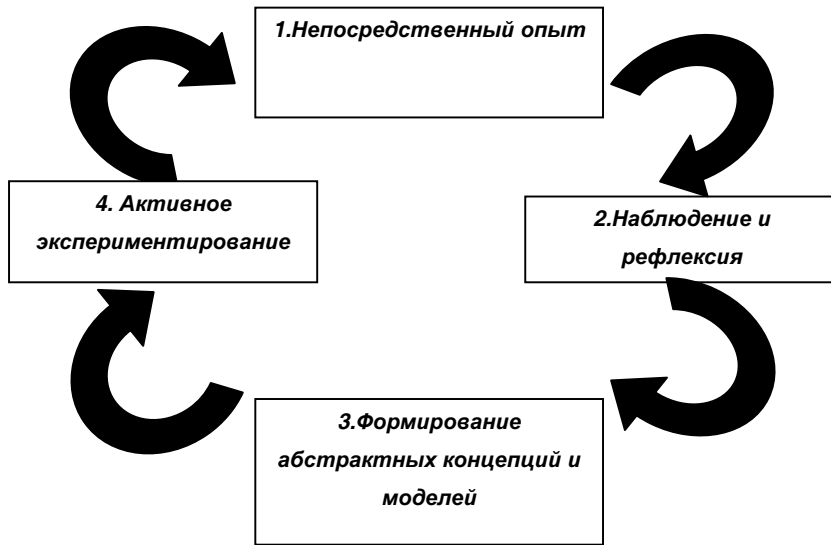 1.Непосредственный опыт
4. Активное
экспериментирование
2.Наблюдение и
рефлексия
3.Формирование
абстрактных концепций и
моделей